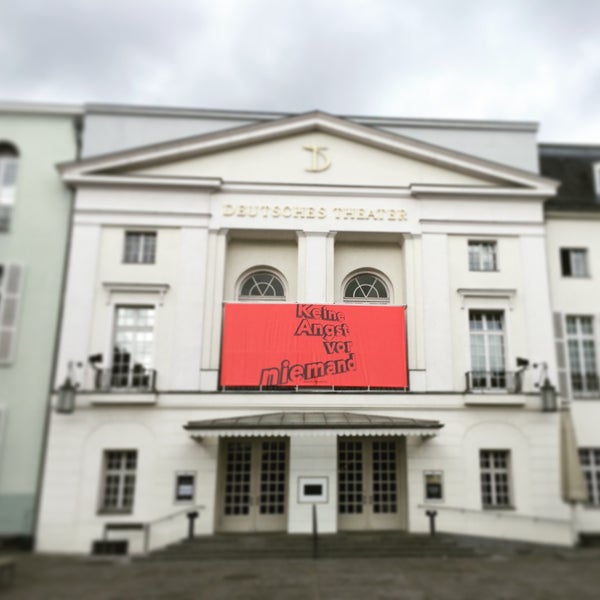 DT
DEUTSCHES THEATER
Keine
Angst
vor
niemand